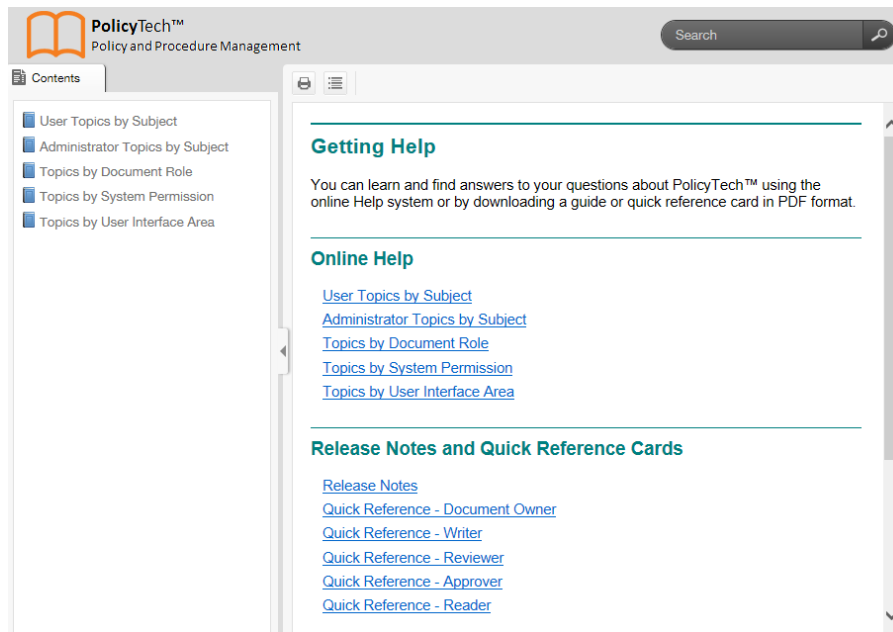 PolicyTech™
Policy and Procedure Management
Search
Contents
User Topics by Subject
Administrator Topics by Subject
Topics by Document Role
Topics by System Permission
Topics by User Interface Area
Getting Help
You can learn and find answers to your questions about PolicyTech™ using the
online Help system or by downloading a guide or quick reference card in PDF format.
Online Help
User Topics by Subject
Administrator Topics by Subject
Topics by Document Role
Topics by System Permission
Topics by User Interface Area
Release Notes and Quick Reference Cards
Release Notes
Quick Reference - Document Owner
Quick Reference - Writer
Quick Reference - Reviewer
Quick Reference - Approver
Quick Reference - Reader